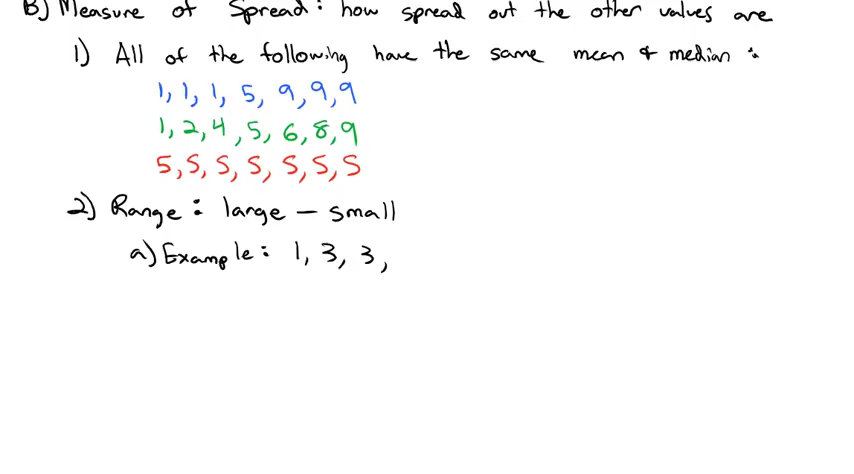 B) Measure of Spread: how spread out the other values are
1) All of the following have the same mean & median:
1, 1, 1, 5, 9, 9, 9
1, 2, 4, 5, 6, 8, 9
5, 5, 5, 5, 5, 5, 5
2) Range: large - small
a) Example: 1, 3, 3,